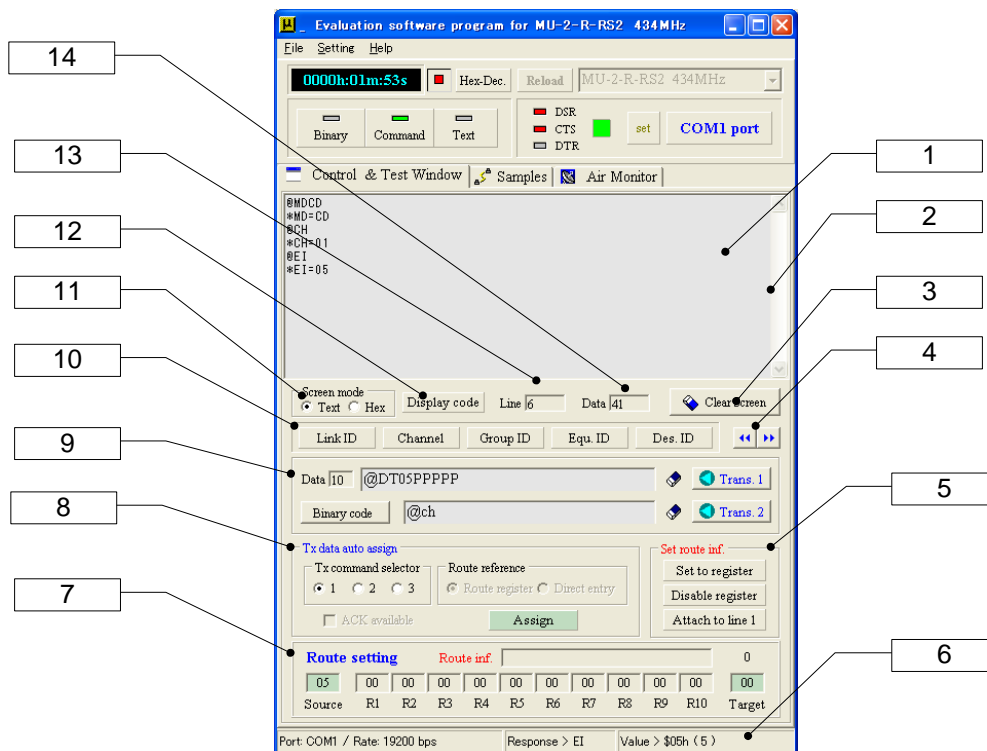 µ_ Evaluation software program for MU-2-R-RS2 434MHz
File Setting Help
14
0000h:01m:53s Hex-Dec. Reload MU-2-R-RS2 434MHz
Binary Command Text
DSR
CTS
DTR
set COM1 port
13
1
Control & Test Window Samples Air Monitor
@MDCD
*MD=CD
@CH
*CH=01
@EI
*EI=05
2
12
11
3
10
4
Screen mode
Text Hex Display code Line 6 Data 41 Clear screen
Link ID Channel Group ID Equ. ID Des. ID
9
Data 10 @DT05PPPPP Trans. 1
Binary code @ch Trans. 2
5
8
Tx data auto assign
Tx command selector
1 2 3
Route reference
Route register Direct entry
ACK available Assign
Set route inf.
Set to register
Disable register
Attach to line 1
7
6
Route setting Route inf. 0
05 00 00 00 00 00 00 00 00 00 00 00
Source R1 R2 R3 R4 R5 R6 R7 R8 R9 R10 Target
Port: COM1 / Rate: 19200 bps Response > EI Value > $05h ( 5 )